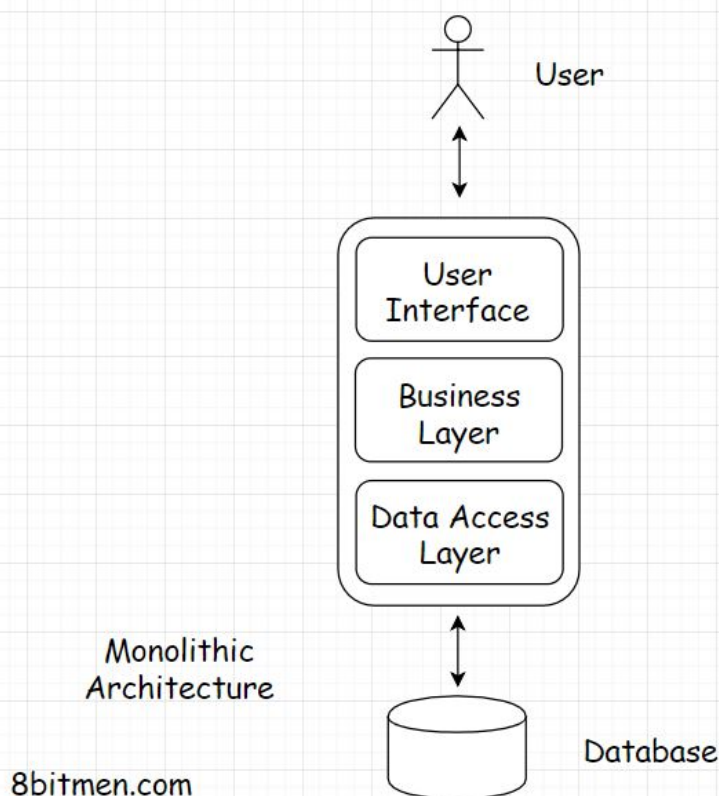 User
User
Interface
Business
Layer
Data Access
Layer
Monolithic
Architecture
Database
8bitmen.com